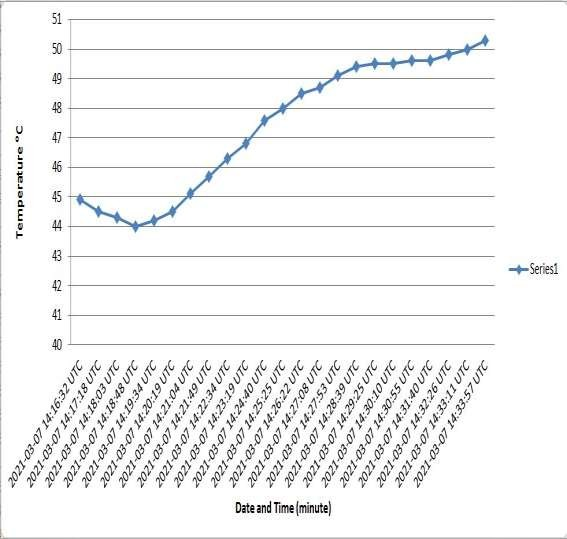 51
50
49
48
47
46
45
44
43
42
41
40
Temperature °C
Series1
2021-03-07 14:16:32 UTC
2021-03-07 14:17:18 UTC
2021-03-07 14:18:03 UTC
2021-03-07 14:18:48 UTC
2021-03-07 14:19:34 UTC
2021-03-07 14:20:19 UTC
2021-03-07 14:21:04 UTC
2021-03-07 14:21:49 UTC
2021-03-07 14:22:34 UTC
2021-03-07 14:23:19 UTC
2021-03-07 14:24:40 UTC
2021-03-07 14:25:25 UTC
2021-03-07 14:26:22 UTC
2021-03-07 14:27:08 UTC
2021-03-07 14:27:53 UTC
2021-03-07 14:28:39 UTC
2021-03-07 14:29:25 UTC
2021-03-07 14:30:10 UTC
2021-03-07 14:30:55 UTC
2021-03-07 14:31:40 UTC
2021-03-07 14:32:26 UTC
2021-03-07 14:33:11 UTC
2021-03-07 14:33:57 UTC
Date and Time (minute)